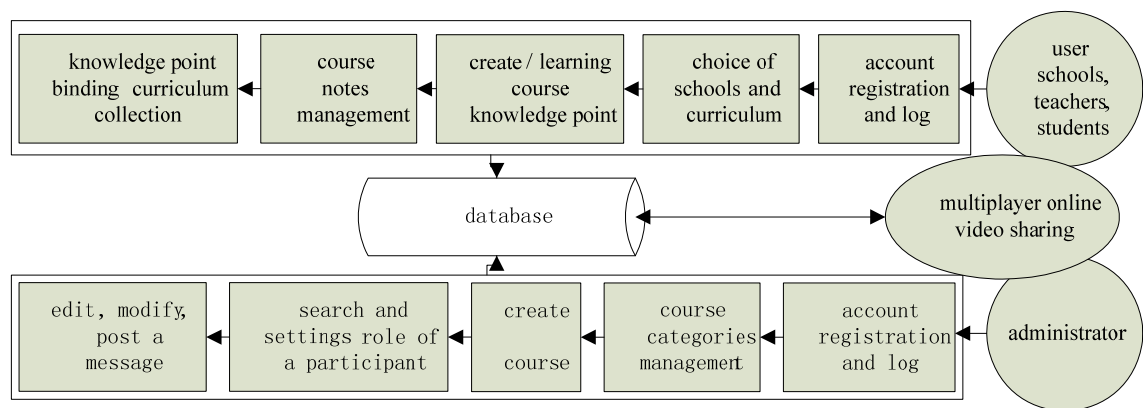 knowledge point
binding curriculum
collection
course
notes
management
create / learning
course
knowledge point
choice of
schools and
curriculum
account
registration
and log
user
schools,
teachers,
students
database
multiplayer online
video sharing
edit, modify,
post a
message
search and
settings role of
a participant
create
course
course
categories
management
account
registration
and log
administrator